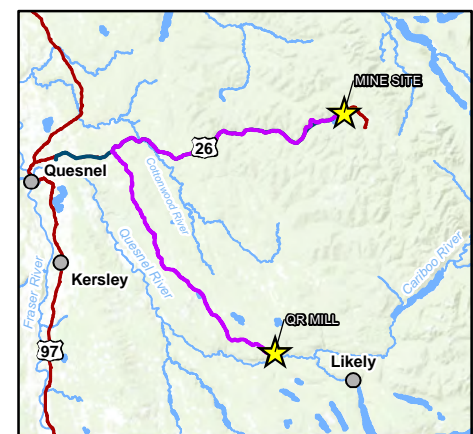 MINE SITE
26
Quesnel
Cottonwood River
Quesnel River
Cariboo River
Fraser River
Kersley
QR MILL
97
Likely